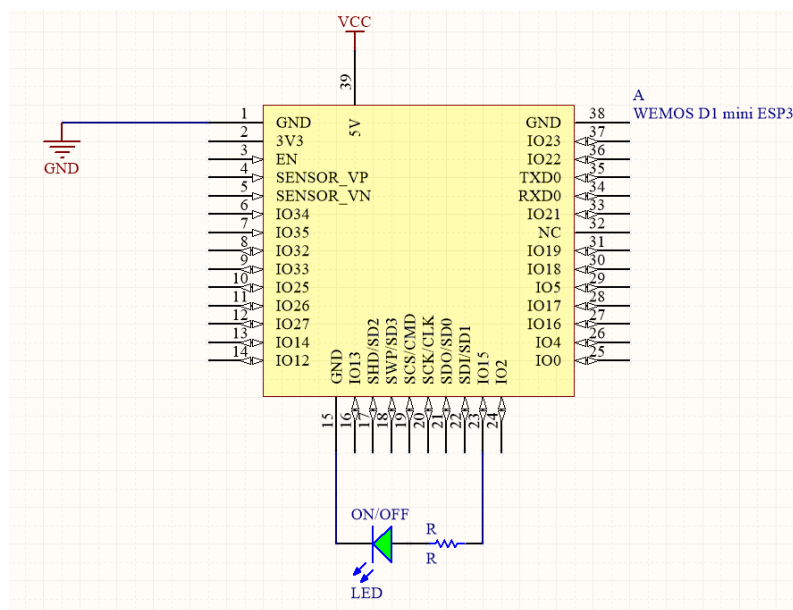 VCC
39
5V
A
WEMOS D1 mini ESP3
GND
1 GND
2 3V3
3 EN
4 SENSOR_VP
5 SENSOR_VN
6 IO34
7 IO35
8 IO32
9 IO33
10 IO25
11 IO26
12 IO27
13 IO14
14 IO12
GND 38
IO23 37
IO22 36
TXD0 35
RXD0 34
IO21 33
NC 32
IO19 31
IO18 30
IO5 29
IO17 28
IO16 27
IO4 26
IO0 25
GND 15
IO13 16
SHD/SD2 17
SWP/SD3 18
SCS/CMD 19
SCK/CLK 20
SDO/SD0 21
SDI/SD1 22
IO15 23
IO2 24
ON/OFF
LED
R
R